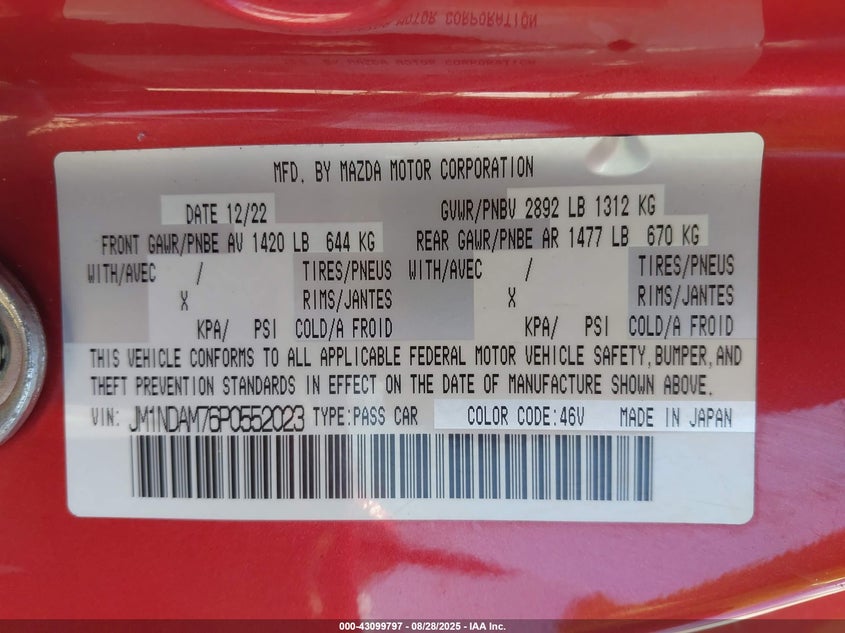 MFD. BY MAZDA MOTOR CORPORATION
DATE 12/22 GVWR/PNBV 2892 LB 1312 KG
FRONT GAWR/PNBE AV 1420 LB 644 KG REAR GAWR/PNBE AR 1477 LB 670 KG
WITH/AVEC / TIRES/PNEUS WITH/AVEC / TIRES/PNEUS
X RIMS/JANTES X RIMS/JANTES
KPA/ PSI COLD/A FROID KPA/ PSI COLD/A FROID
THIS VEHICLE CONFORMS TO ALL APPLICABLE FEDERAL MOTOR VEHICLE SAFETY, BUMPER, AND
THEFT PREVENTION STANDARDS IN EFFECT ON THE DATE OF MANUFACTURE SHOWN ABOVE.
VIN: JM1NDAM76P0552023 TYPE:PASS CAR COLOR CODE:46V MADE IN JAPAN
000-43099797 - 08/28/2025 - IAA Inc.